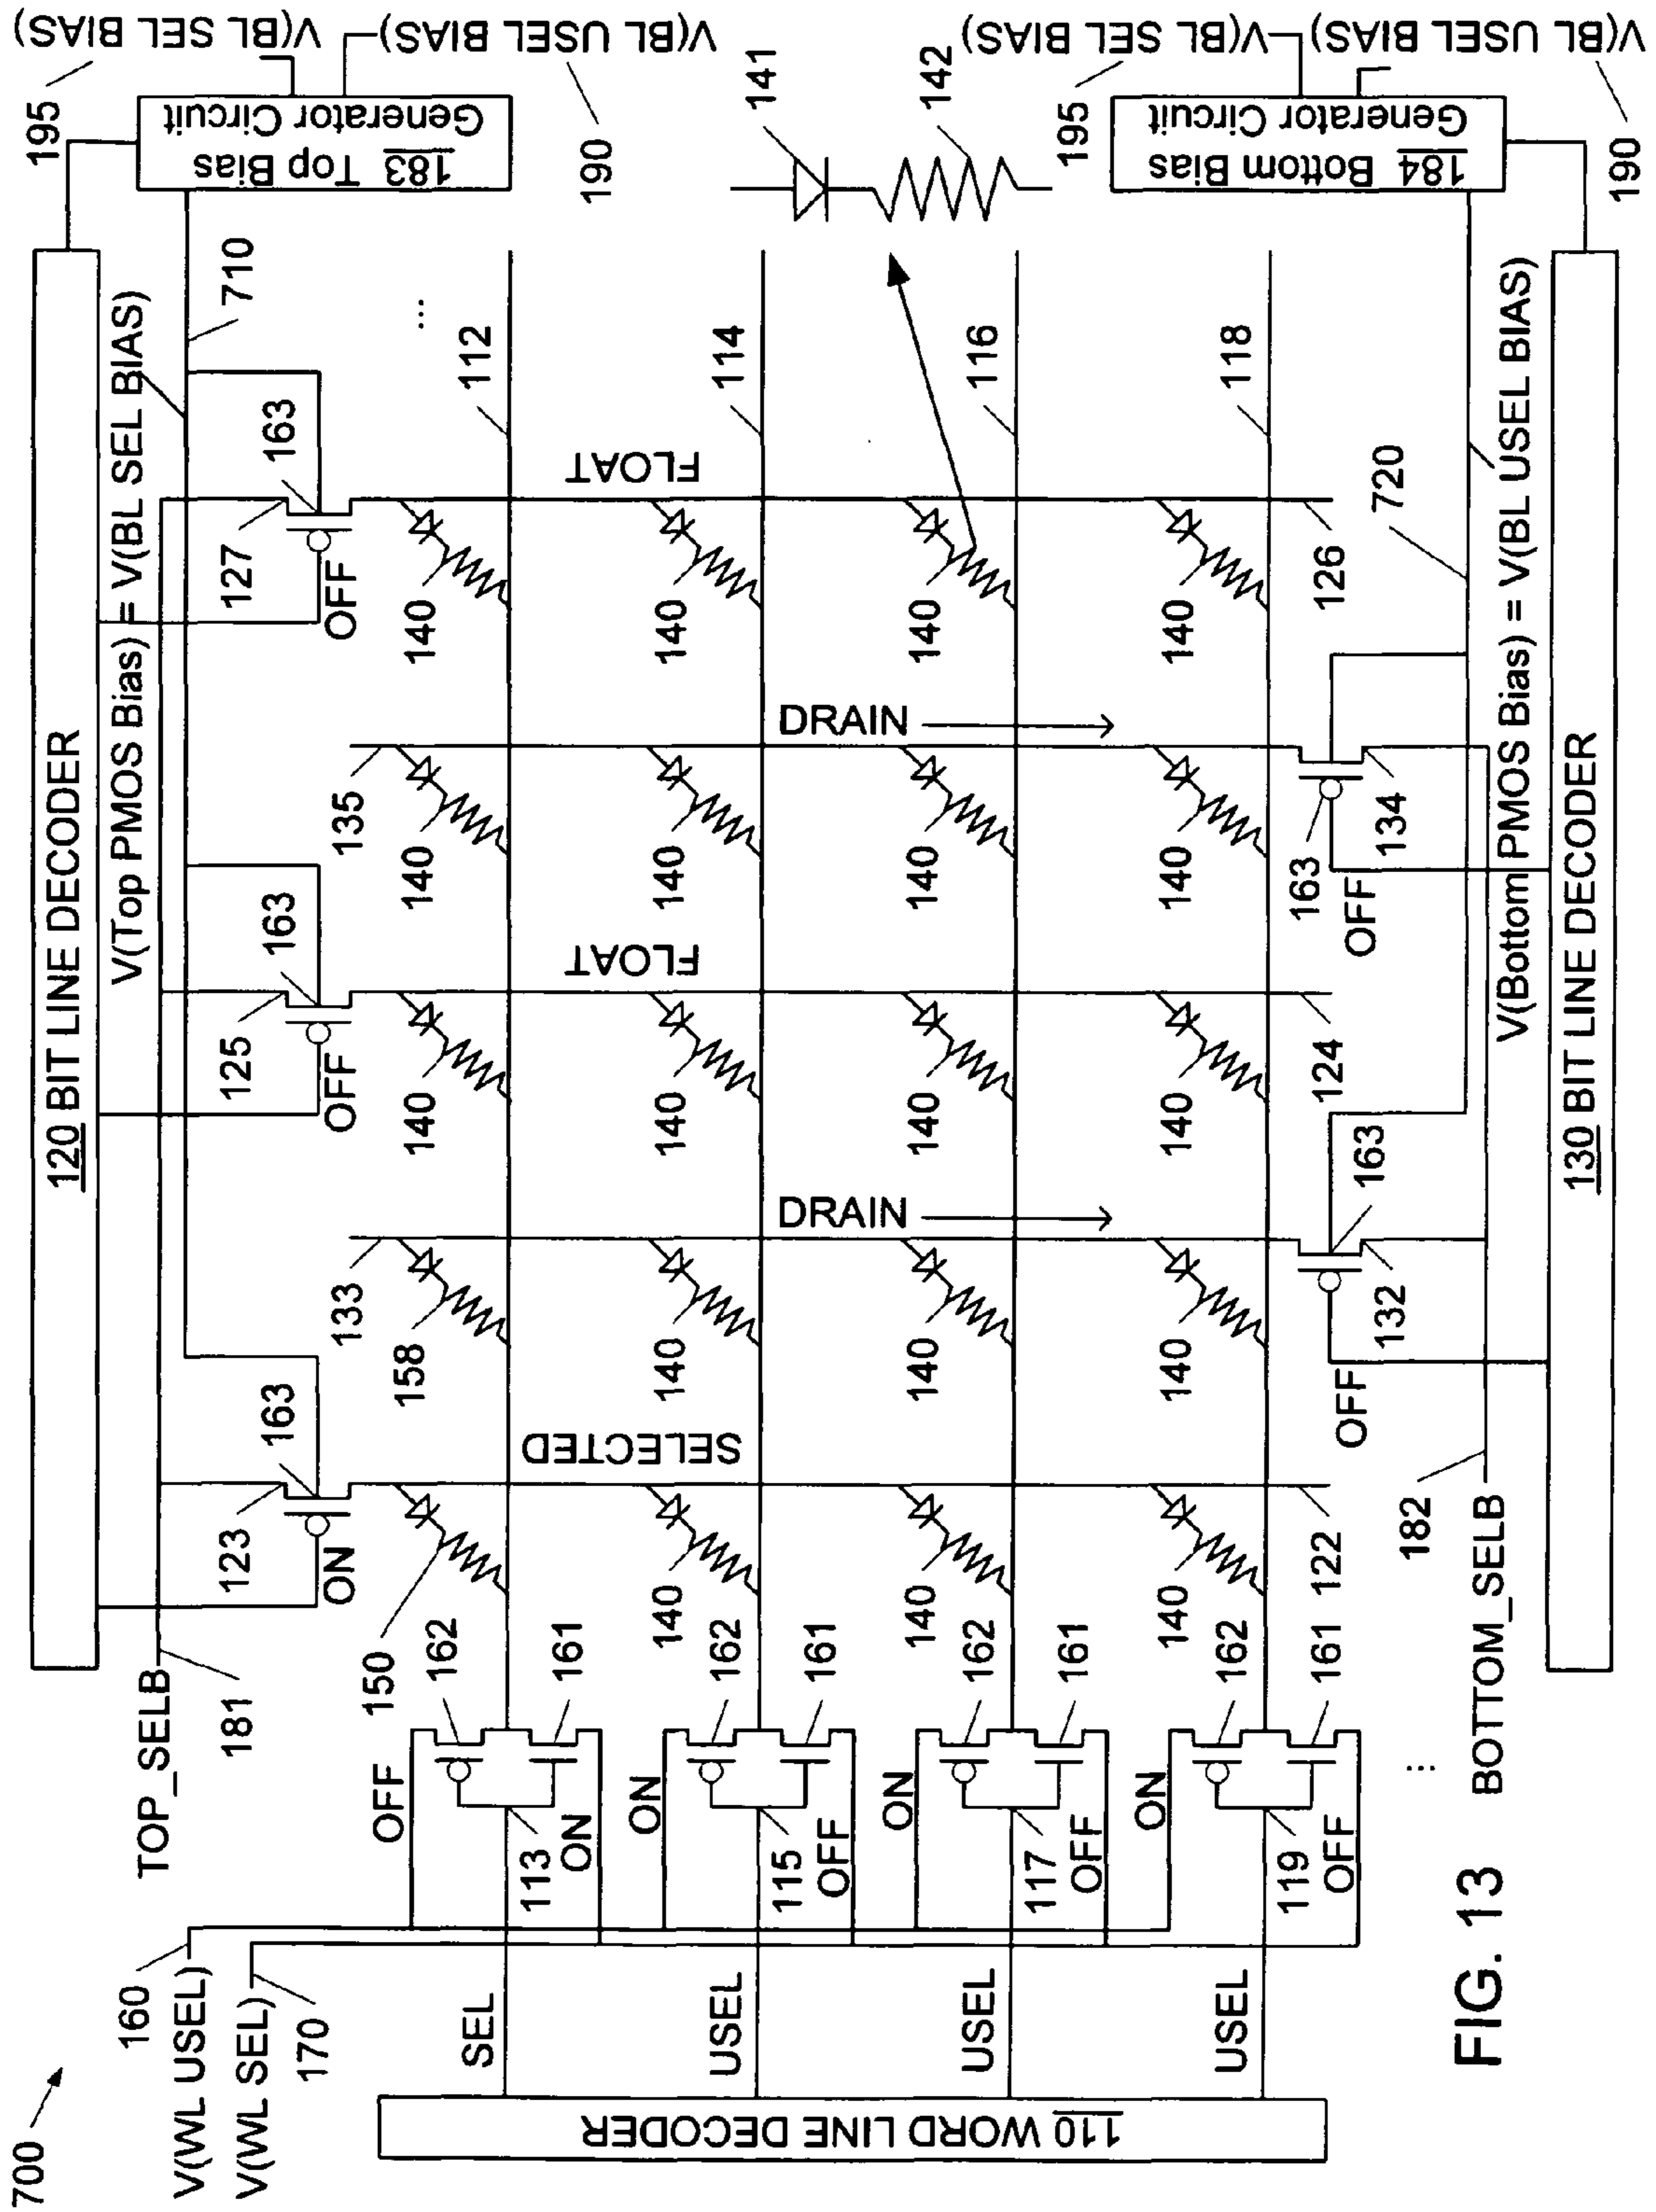 195
V(BL SEL BIAS)
V(BL USEL BIAS)
190
183 Top Bias
Generator Circuit
120 BIT LINE DECODER
V(Top PMOS Bias) = V(BL SEL BIAS)
710
TOP_SELB
181
123
163
ON
125
163
OFF
127
163
OFF
...
700
160
V(WL USEL)
V(WL SEL)
170
110 WORD LINE DECODER
SEL
USEL
USEL
USEL
OFF
113
ON
162
161
ON
115
OFF
162
161
ON
117
OFF
162
161
ON
119
OFF
162
161
...
150
158
140
140
140
112
140
140
140
140
140
114
140
140
140
140
140
116
140
140
140
140
140
118
133
135
SELECTED
DRAIN
FLOAT
DRAIN
FLOAT
122
124
126
141
142
OFF
132
163
OFF
134
163
720
182
BOTTOM_SELB
V(Bottom PMOS Bias) = V(BL USEL BIAS)
130 BIT LINE DECODER
184 Bottom Bias
Generator Circuit
195
V(BL SEL BIAS)
V(BL USEL BIAS)
190
FIG. 13